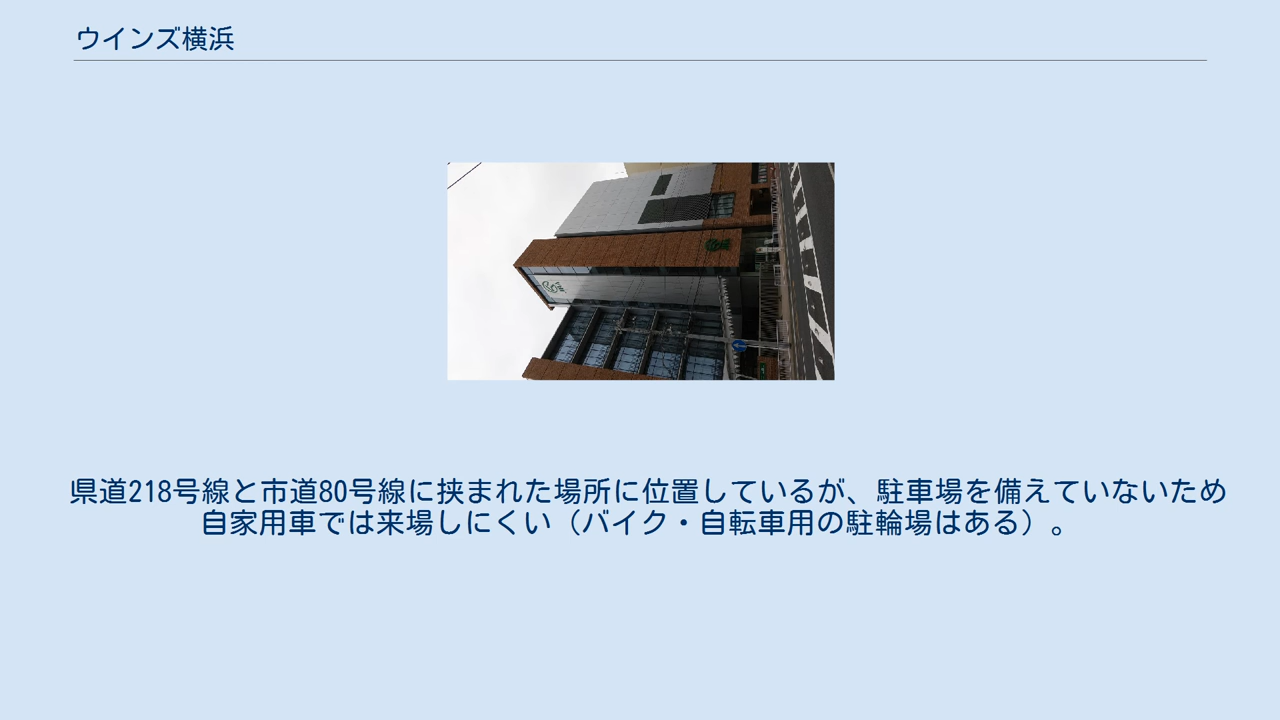 ウインズ横浜
県道218号線と市道80号線に挟まれた場所に位置しているが、駐車場を備えていないため
自家用車では来場しにくい（バイク・自転車用の駐輪場はある）。